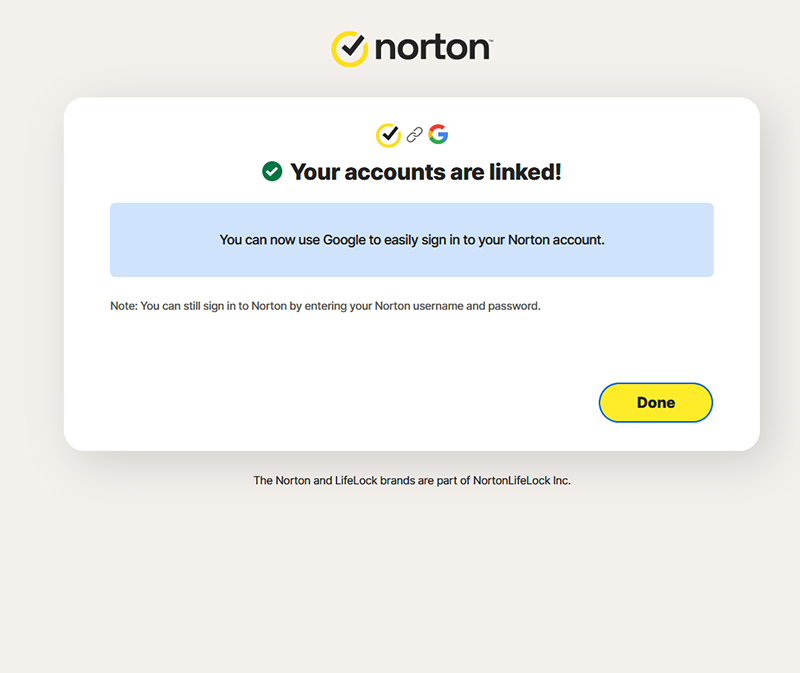 norton™
Your accounts are linked!
You can now use Google to easily sign in to your Norton account.
Note: You can still sign in to Norton by entering your Norton username and password.
Done
The Norton and LifeLock brands are part of NortonLifeLock Inc.